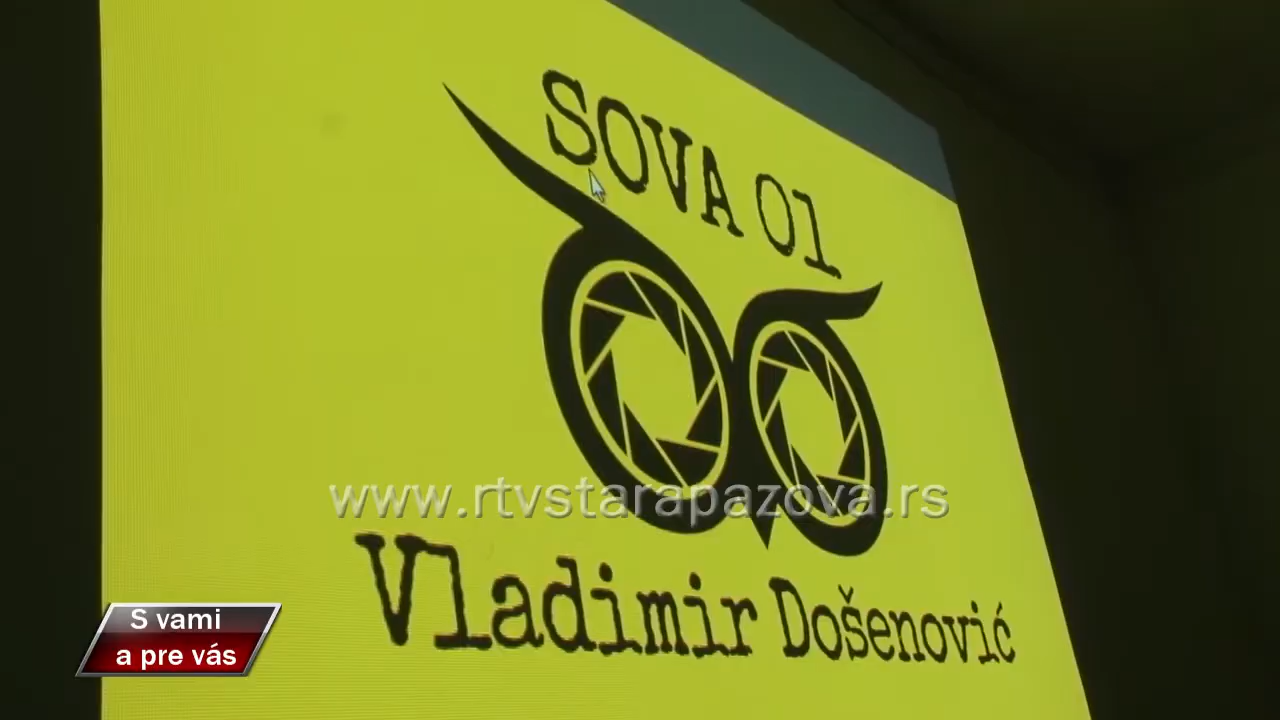 SOVA 01
www.rtvstarapazova.rs
Vladimir Došenović
S vami
a pre vás